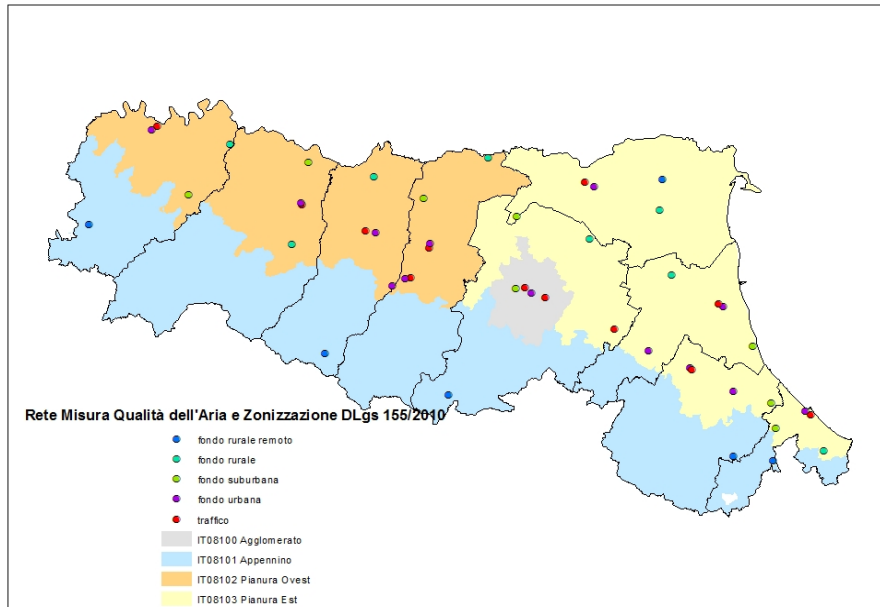 Rete Misura Qualità dell'Aria e Zonizzazione DLgs 155/2010
fondo rurale remoto
fondo rurale
fondo suburbana
fondo urbana
traffico
IT08100 Agglomerato
IT08101 Appennino
IT08102 Pianura Ovest
IT08103 Pianura Est